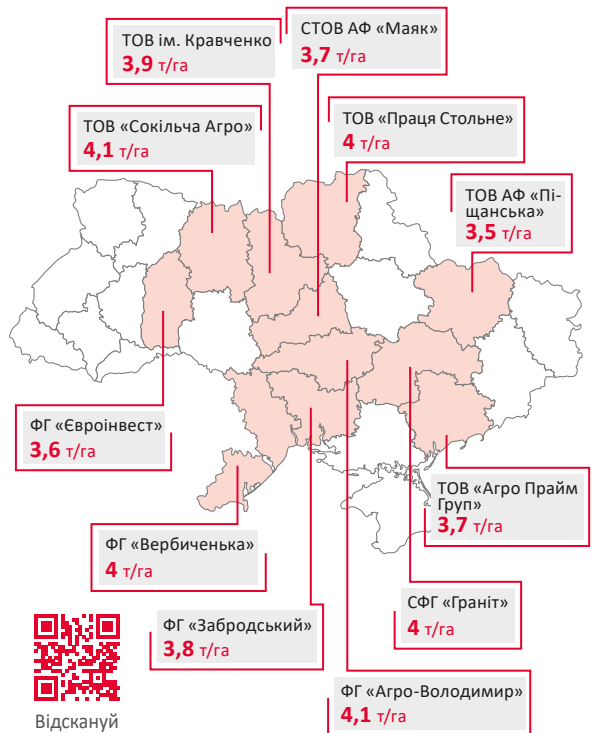 ТОВ ім. Кравченко
3,9 т/га
СТОВ АФ «Маяк»
3,7 т/га
ТОВ «Сокільча Агро»
4,1 т/га
ТОВ «Праця Стольне»
4 т/га
ТОВ АФ «Пі-
щанська»
3,5 т/га
ФГ «Євроінвест»
3,6 т/га
ТОВ «Агро Прайм
Груп»
3,7 т/га
ФГ «Вербиченька»
4 т/га
СФГ «Граніт»
4 т/га
ФГ «Забродський»
3,8 т/га
ФГ «Агро-Володимир»
4,1 т/га
Відскануй